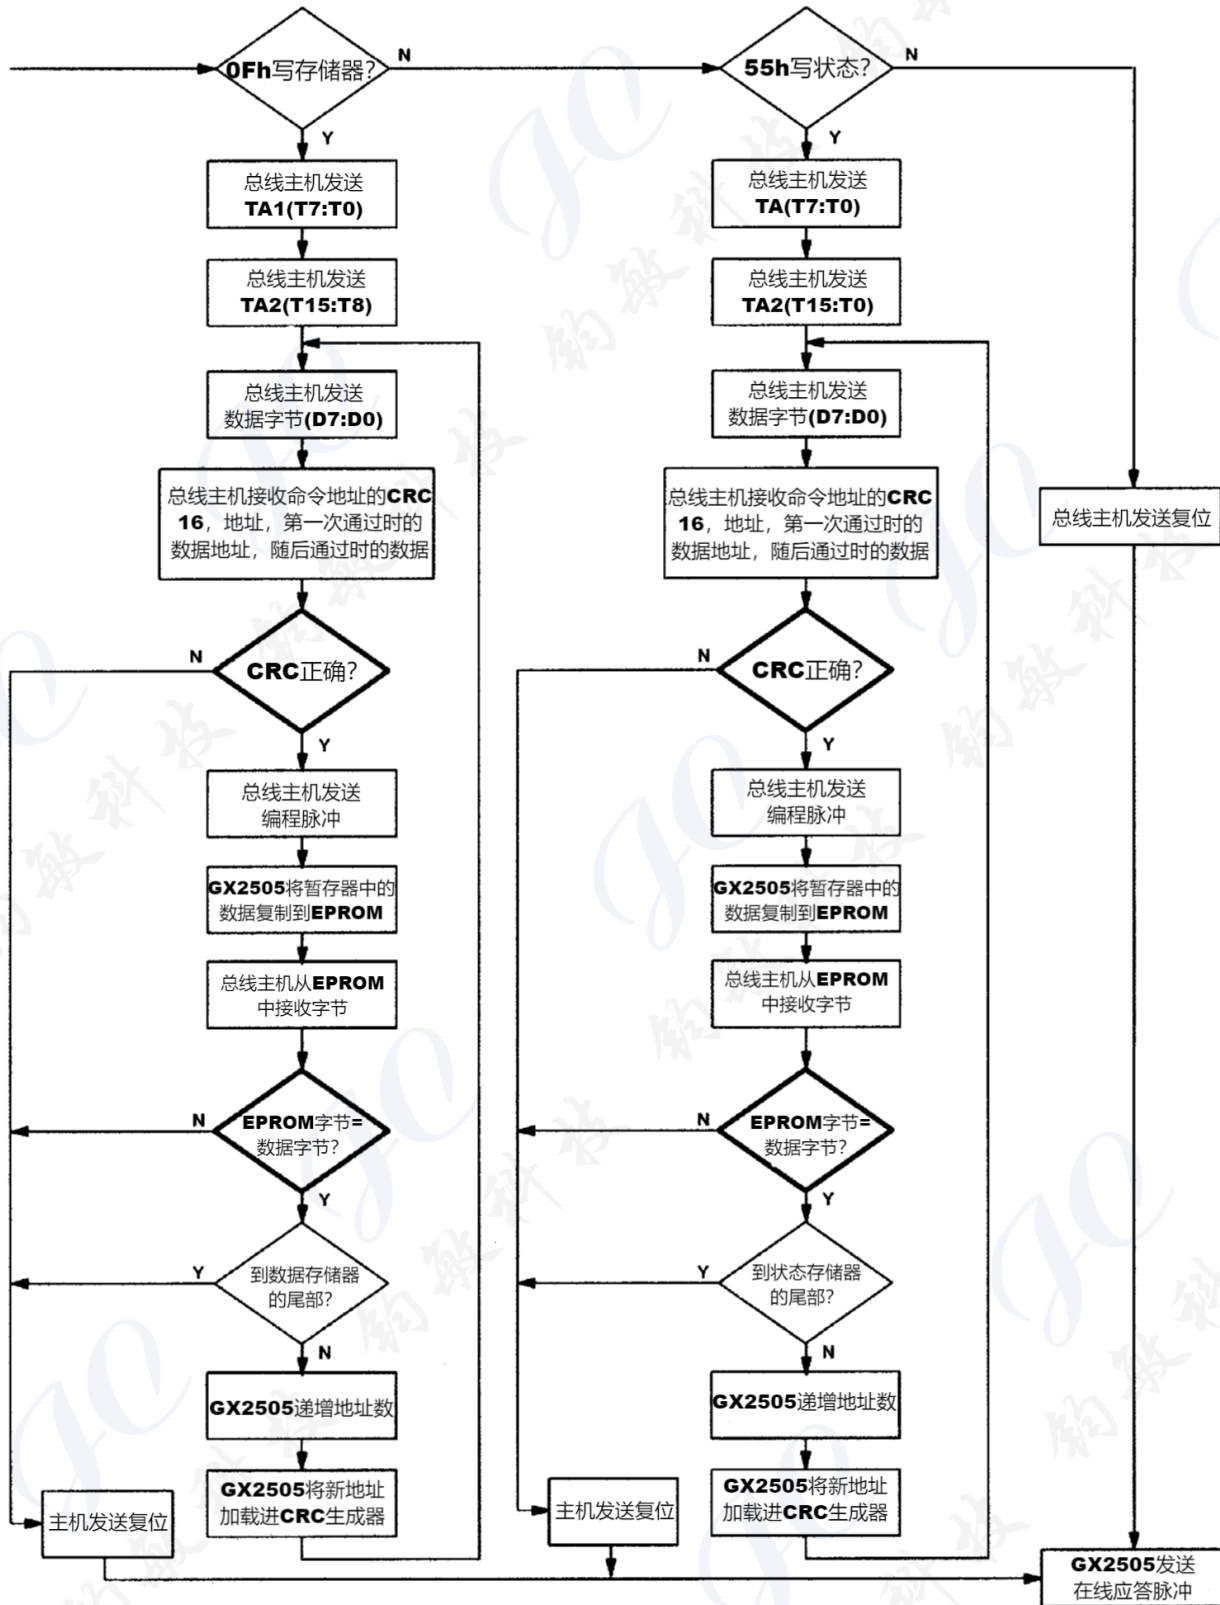 0Fh写存储器?
N
Y
总线主机发送
TA1(T7:T0)
总线主机发送
TA2(T15:T8)
总线主机发送
数据字节(D7:D0)
总线主机接收命令地址的CRC
16，地址，第一次通过时的
数据地址，随后通过时的数据
CRC正确?
N
Y
总线主机发送
编程脉冲
GX2505将暂存器中的
数据复制到EPROM
总线主机从EPROM
中接收字节
EPROM字节=
数据字节?
N
Y
到数据存储器
的尾部?
Y
N
GX2505递增地址数
GX2505将新地址
加载进CRC生成器
主机发送复位
55h写状态?
N
Y
总线主机发送
TA(T7:T0)
总线主机发送
TA2(T15:T0)
总线主机发送
数据字节(D7:D0)
总线主机接收命令地址的CRC
16，地址，第一次通过时的
数据地址，随后通过时的数据
CRC正确?
N
Y
总线主机发送
编程脉冲
GX2505将暂存器中的
数据复制到EPROM
总线主机从EPROM
中接收字节
EPROM字节=
数据字节?
N
Y
到状态存储器
的尾部?
Y
N
GX2505递增地址数
GX2505将新地址
加载进CRC生成器
主机发送复位
总线主机发送复位
GX2505发送
在线应答脉冲
JC
钧敏科技